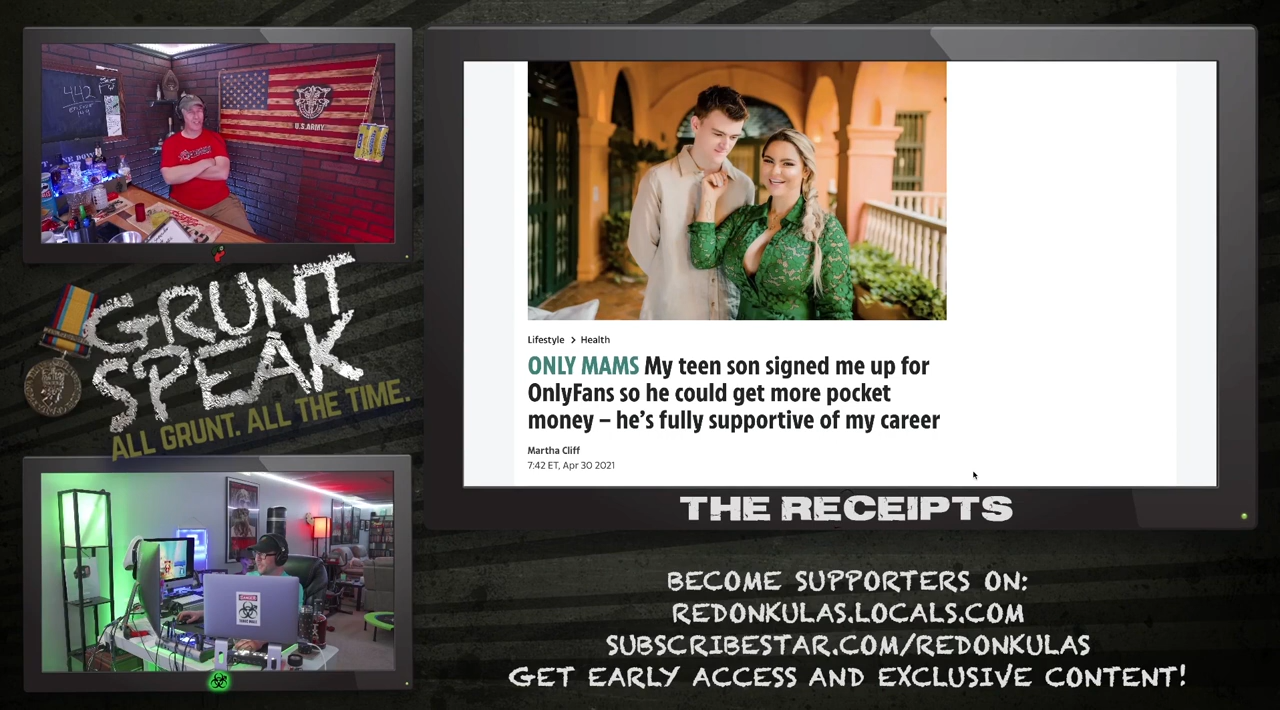 442
U.S. ARMY
GRUNT
SPEAK
ALL GRUNT. ALL THE TIME.
Lifestyle > Health
ONLY MAMS My teen son signed me up for
OnlyFans so he could get more pocket
money – he's fully supportive of my career
Martha Cliff
7:42 ET, Apr 30 2021
THE RECEIPTS
BECOME SUPPORTERS ON:
REDONKULAS.LOCALS.COM
SUBSCRIBESTAR.COM/REDONKULAS
GET EARLY ACCESS AND EXCLUSIVE CONTENT!
DANGER